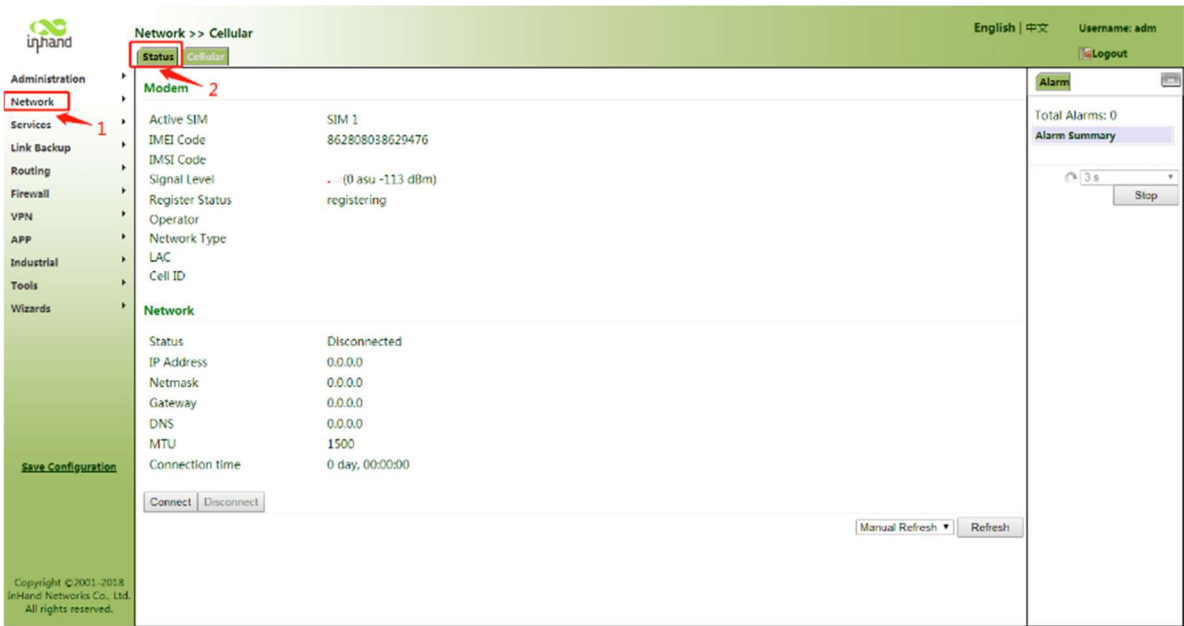 inhand
Network >> Cellular
English | 中文
Username: adm
Logout
Status
Cellular
2
Administration
Network
1
Services
Link Backup
Routing
Firewall
VPN
APP
Industrial
Tools
Wizards
Save Configuration
Copyright ©2001-2018
InHand Networks Co., Ltd.
All rights reserved.
Modem
Active SIM SIM 1
IMEI Code 862808038629476
IMSI Code
Signal Level (0 asu -113 dBm)
Register Status registering
Operator
Network Type
LAC
Cell ID
Network
Status Disconnected
IP Address 0.0.0.0
Netmask 0.0.0.0
Gateway 0.0.0.0
DNS 0.0.0.0
MTU 1500
Connection time 0 day, 00:00:00
Connect Disconnect
Manual Refresh Refresh
Alarm
Total Alarms: 0
Alarm Summary
3 s
Stop